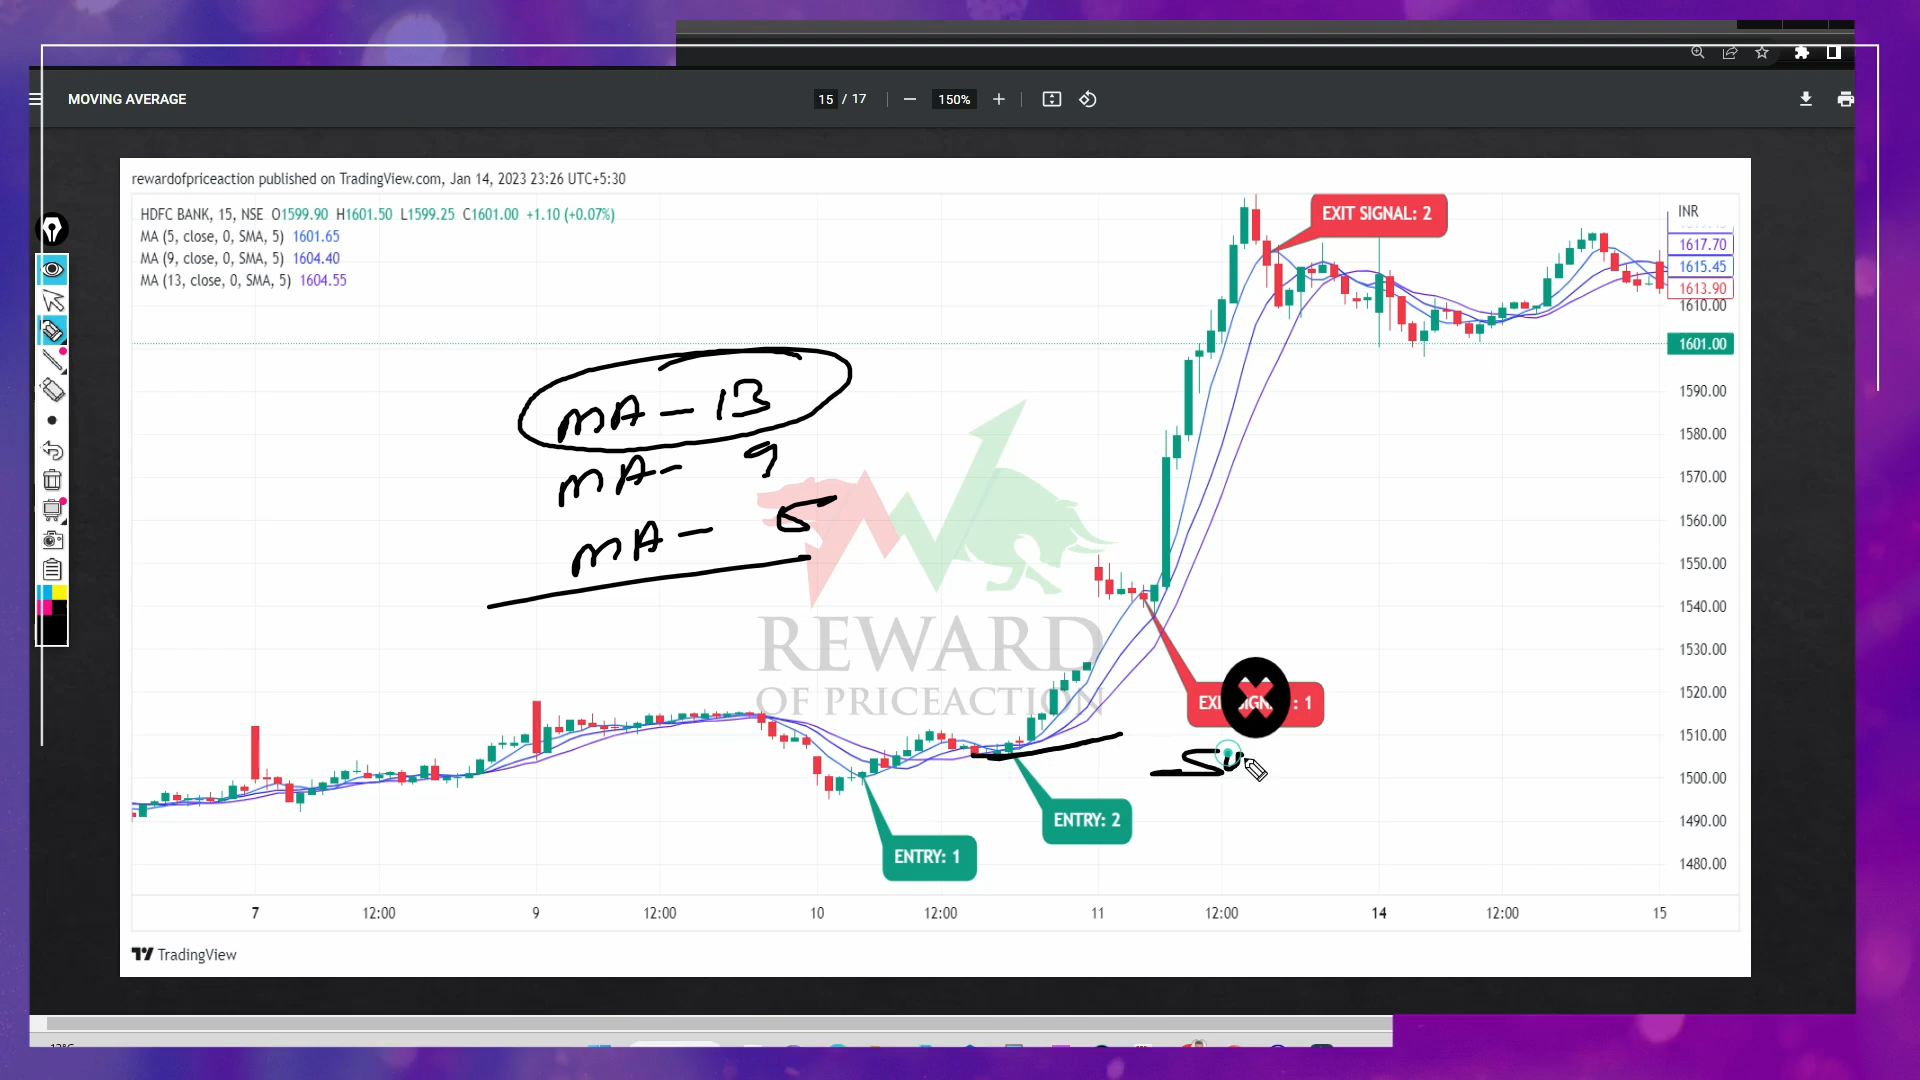 MOVING AVERAGE
15 / 17
150%
rewardofpriceaction published on TradingView.com, Jan 14, 2023 23:26 UTC+5:30
HDFC BANK, 15, NSE O1599.90 H1601.50 L1599.25 C1601.00 +1.10 (+0.07%)
MA (5, close, 0, SMA, 5) 1601.65
MA (9, close, 0, SMA, 5) 1604.40
MA (13, close, 0, SMA, 5) 1604.55
EXIT SIGNAL: 2
INR
1617.70
1615.45
1613.90
1610.00
1601.00
1590.00
1580.00
1570.00
1560.00
1550.00
1540.00
1530.00
1520.00
1510.00
1500.00
1490.00
1480.00
MA - 13
MA - 9
MA - 5
REWARD
OF PRICEACTION
: 1
ENTRY: 2
ENTRY: 1
7 12:00 9 12:00 10 12:00 11 12:00 14 12:00 15
TradingView